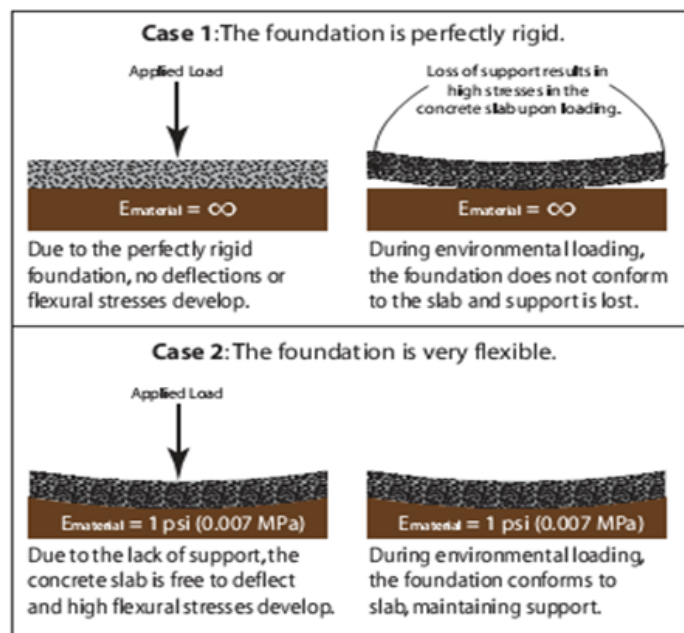 Case 1:The foundation is perfectly rigid.
Applied Load
Loss of support results in
high stresses in the
concrete slab upon loading.
Ematerial = ∞
Due to the perfectly rigid
foundation, no deflections or
flexural stresses develop.
Ematerial = ∞
During environmental loading,
the foundation does not conform
to the slab and support is lost.
Case 2:The foundation is very flexible.
Applied Load
Ematerial = 1 psi (0.007 MPa)
Due to the lack of support, the
concrete slab is free to deflect
and high flexural stresses develop.
Ematerial = 1 psi (0.007 MPa)
During environmental loading,
the foundation conforms to
slab, maintaining support.